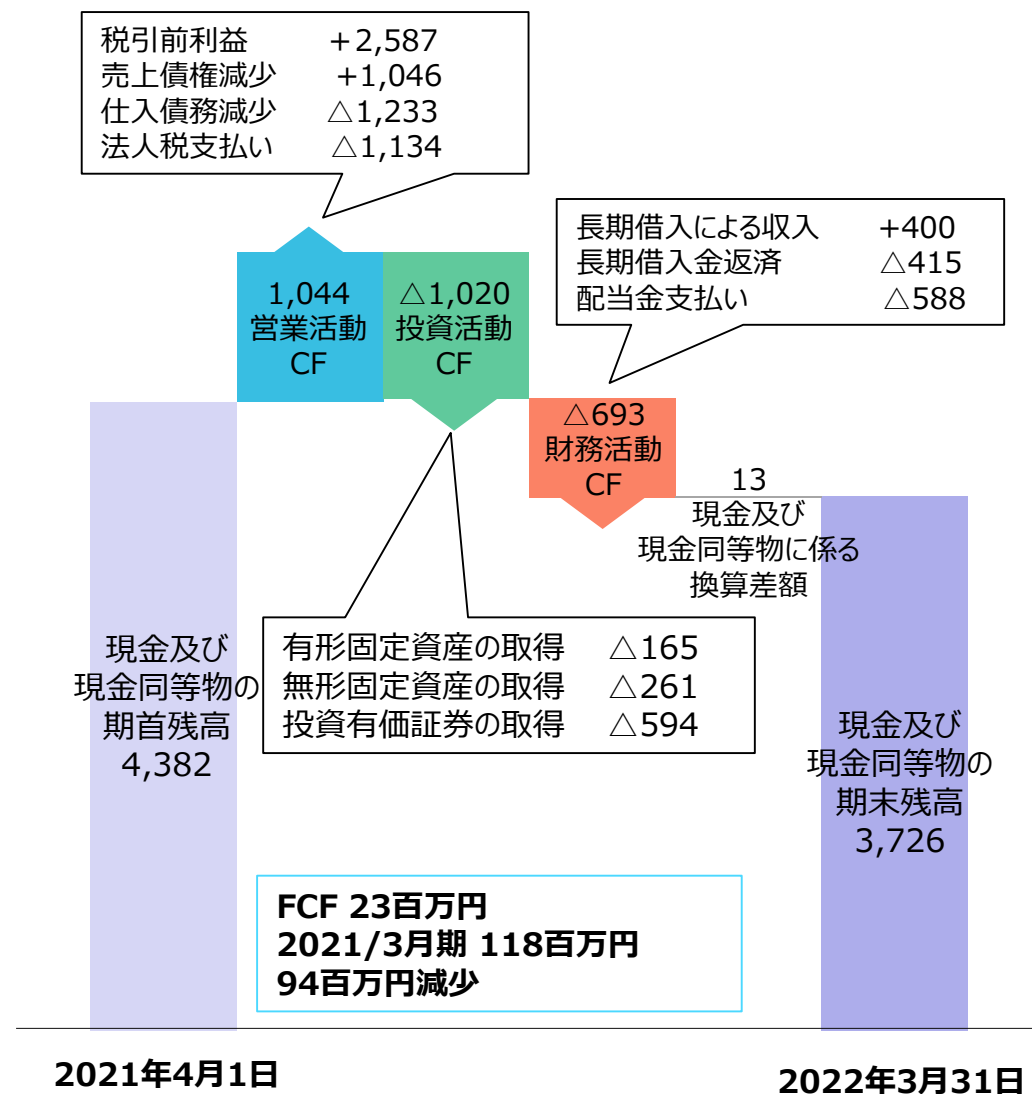 税引前利益 +2,587
売上債権減少 +1,046
仕入債務減少 △1,233
法人税支払い △1,134
長期借入による収入 +400
長期借入金返済 △415
配当金支払い △588
1,044
営業活動
CF
△1,020
投資活動
CF
△693
財務活動
CF
13
現金及び
現金同等物に係る
換算差額
現金及び
現金同等物の
期首残高
4,382
有形固定資産の取得 △165
無形固定資産の取得 △261
投資有価証券の取得 △594
現金及び
現金同等物の
期末残高
3,726
FCF 23百万円
2021/3月期 118百万円
94百万円減少
2021年4月1日
2022年3月31日